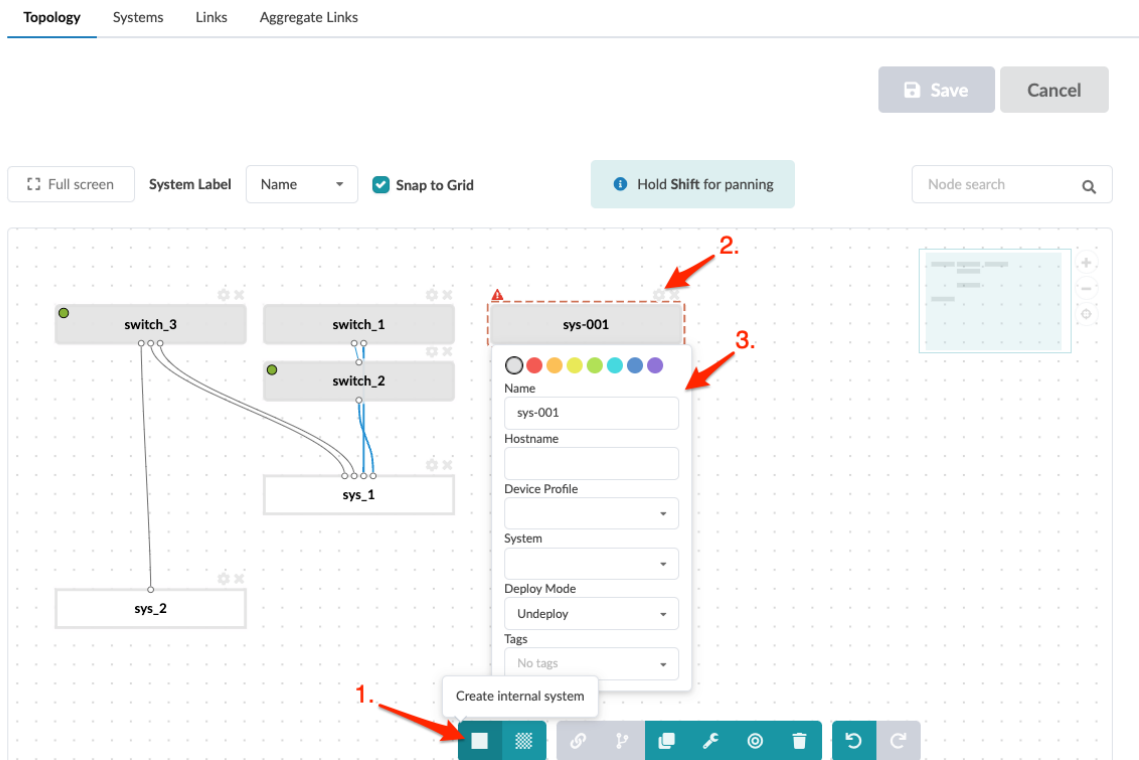 Topology Systems Links Aggregate Links
Save Cancel
Full screen System Label Name Snap to Grid Hold Shift for panning Node search
2.
switch_3 switch_1 sys-001
3.
Name
switch_2 sys-001
Hostname
Device Profile
sys_1
System
Deploy Mode
sys_2 Undeploy
Tags
No tags
1. Create internal system